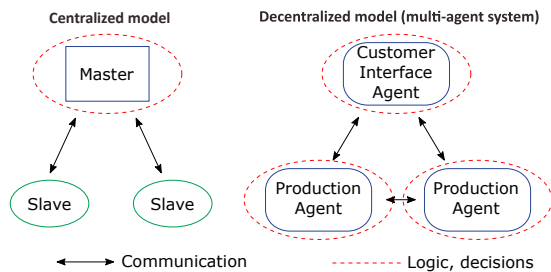 Centralized model
Decentralized model (multi-agent system)
Master
Customer
Interface
Agent
Slave
Slave
Production
Agent
Production
Agent
Communication
Logic, decisions